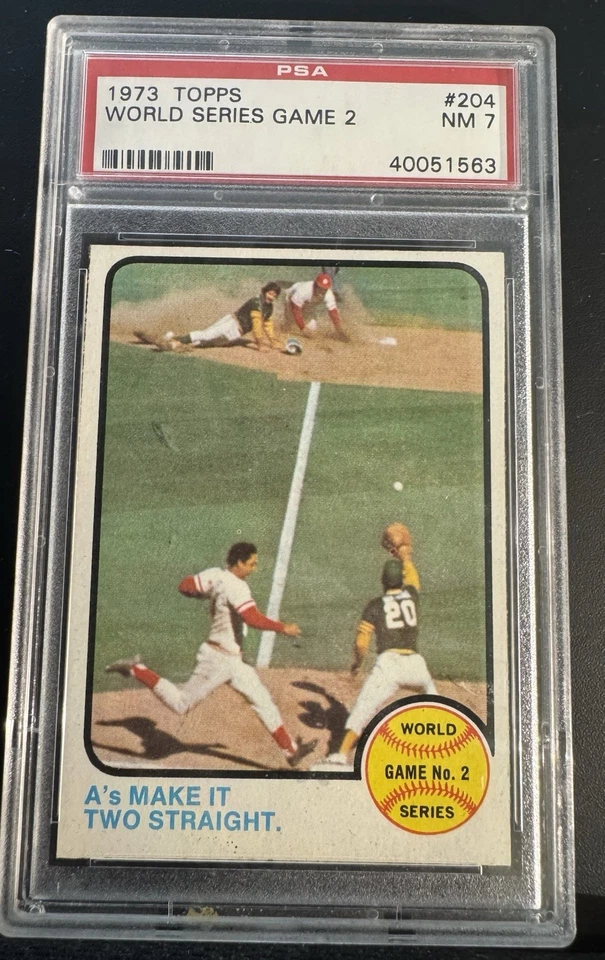 PSA
1973 TOPPS
#204
WORLD SERIES GAME 2
NM 7
40051563
20
WORLD
GAME No. 2
SERIES
A's MAKE IT
TWO STRAIGHT.